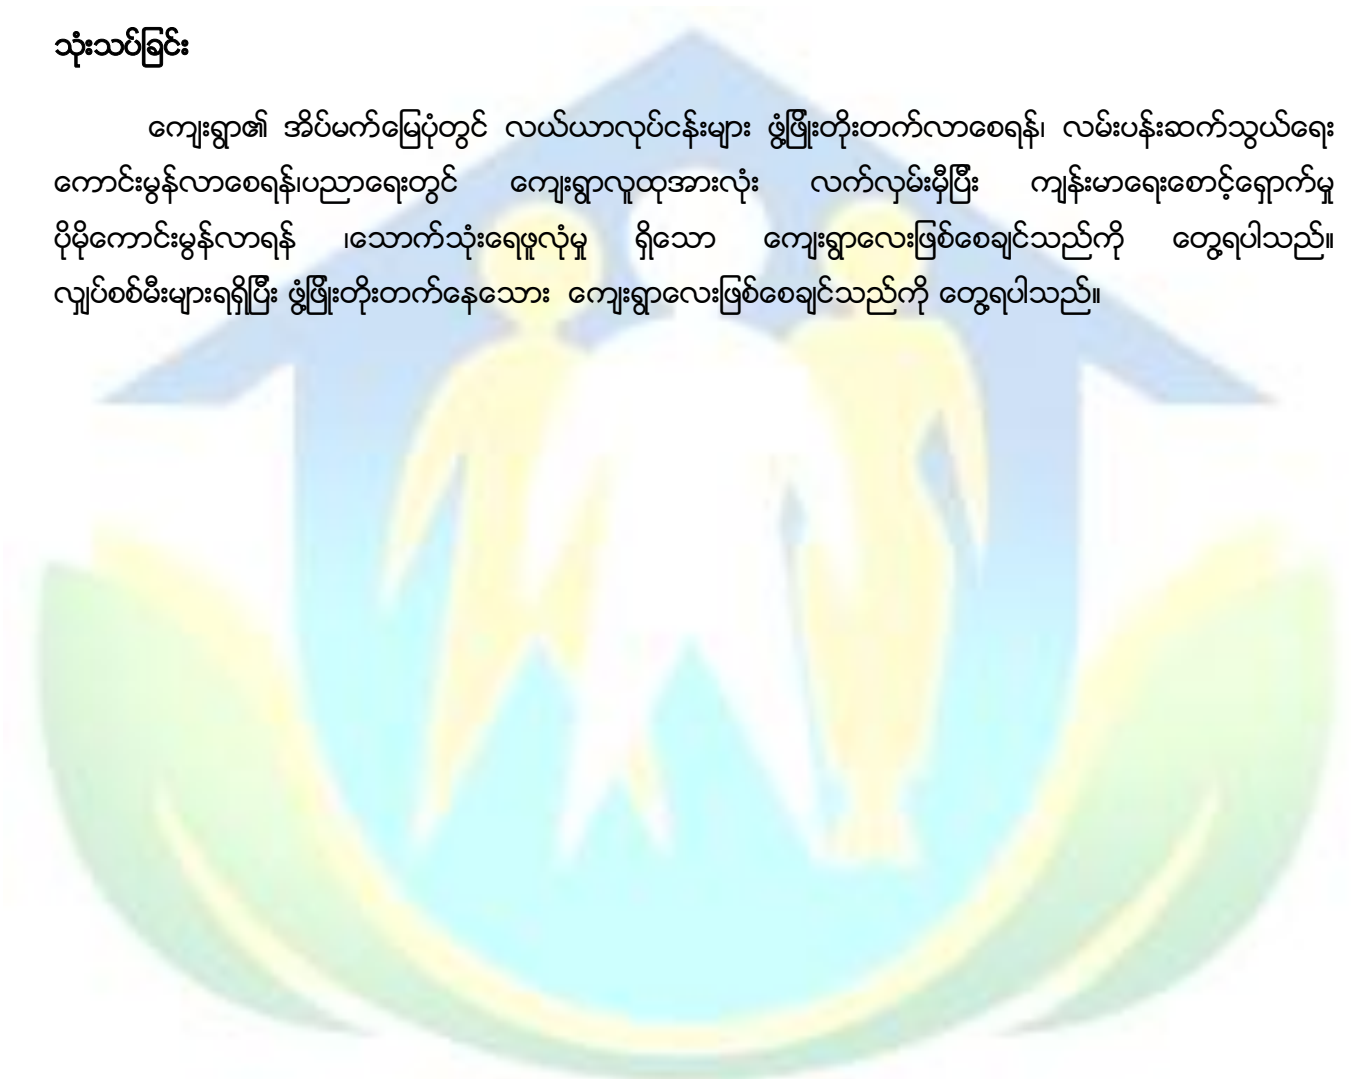 သုံးသပ်ခြင်း
ကျေးရွာ၏ အိပ်မက်မြေပုံတွင် လယ်ယာလုပ်ငန်းများ ဖွံ့ဖြိုးတိုးတက်လာစေရန်၊ လမ်းပန်းဆက်သွယ်ရေး
ကောင်းမွန်လာစေရန်၊ပညာရေးတွင် ကျေးရွာလူထုအားလုံး လက်လှမ်းမှီပြီး ကျန်းမာရေးစောင့်ရှောက်မှု
ပိုမိုကောင်းမွန်လာရန် ၊သောက်သုံးရေဖူလုံမှု ရှိသော ကျေးရွာလေးဖြစ်စေချင်သည်ကို တွေ့ရပါသည်။
လျှပ်စစ်မီးများရရှိပြီး ဖွံ့ဖြိုးတိုးတက်နေသေား ကျေးရွာလေးဖြစ်စေချင်သည်ကို တွေ့ရပါသည်။